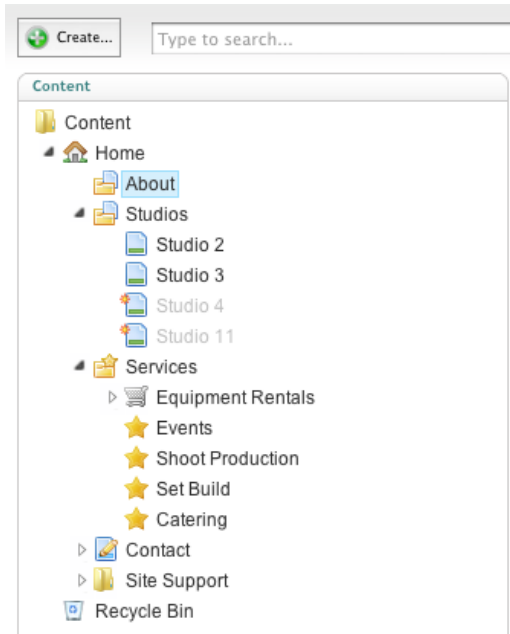 Create...
Type to search...
Content
Content
Home
About
Studios
Studio 2
Studio 3
Studio 4
Studio 11
Services
Equipment Rentals
Events
Shoot Production
Set Build
Catering
Contact
Site Support
Recycle Bin